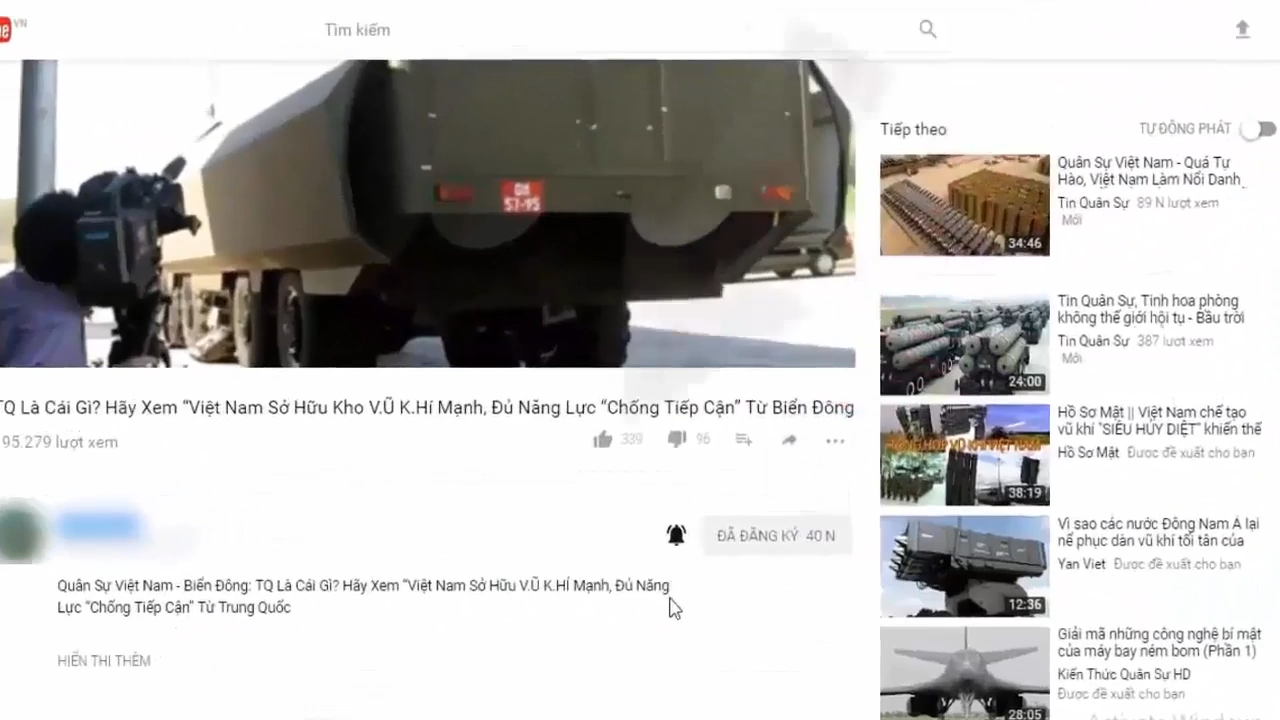 VN
Tìm kiếm
57-95
TQ Là Cái Gì? Hãy Xem “Việt Nam Sở Hữu Kho V.Ũ K.Hí Mạnh, Đủ Năng Lực “Chống Tiếp Cận” Từ Biển Đông
95.279 lượt xem
339
96
ĐÃ ĐĂNG KÝ 40 N
Quân Sự Việt Nam - Biển Đông: TQ Là Cái Gì? Hãy Xem “Việt Nam Sở Hữu V.Ũ K.HÍ Mạnh, Đủ Năng
Lực “Chống Tiếp Cận” Từ Trung Quốc
HIỂN THỊ THÊM
Tiếp theo
TỰ ĐỘNG PHÁT
Quân Sự Việt Nam - Quá Tự
Hào, Việt Nam Làm Nổi Danh
Tin Quân Sự 89 N lượt xem
Mới
34:46
Tin Quân Sự, Tinh hoa phòng
không thế giới hội tụ - Bầu trời
Tin Quân Sự 387 lượt xem
Mới
24:00
Hồ Sơ Mật || Việt Nam chế tạo
vũ khí "SIÊU HỦY DIỆT" khiến thế
Hồ Sơ Mật Được đề xuất cho bạn
38:19
Vì sao các nước Đông Nam Á lại
nể phục dàn vũ khí tối tân của
Yan Viet Được đề xuất cho bạn
12:36
Giải mã những công nghệ bí mật
của máy bay ném bom (Phần 1)
Kiến Thức Quân Sự HD
Được đề xuất cho bạn
28:05